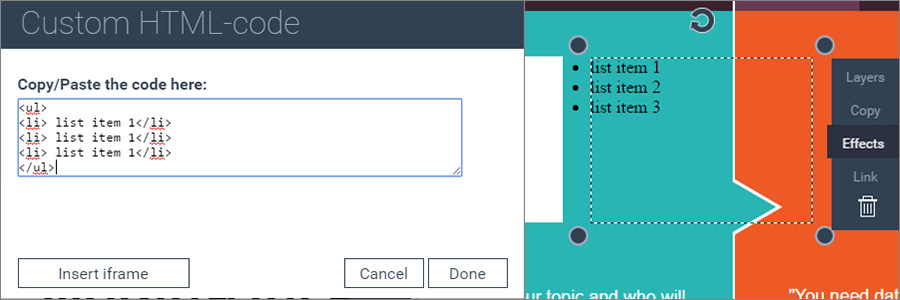 Custom HTML-code
Copy/Paste the code here:
<ul>
<li> list item 1</li>
<li> list item 1</li>
<li> list item 1</li>
</ul>
Insert iframe
Cancel
Done
list item 1
list item 2
list item 3
Layers
Copy
Effects
Link
ur topic and who will
"You need dat